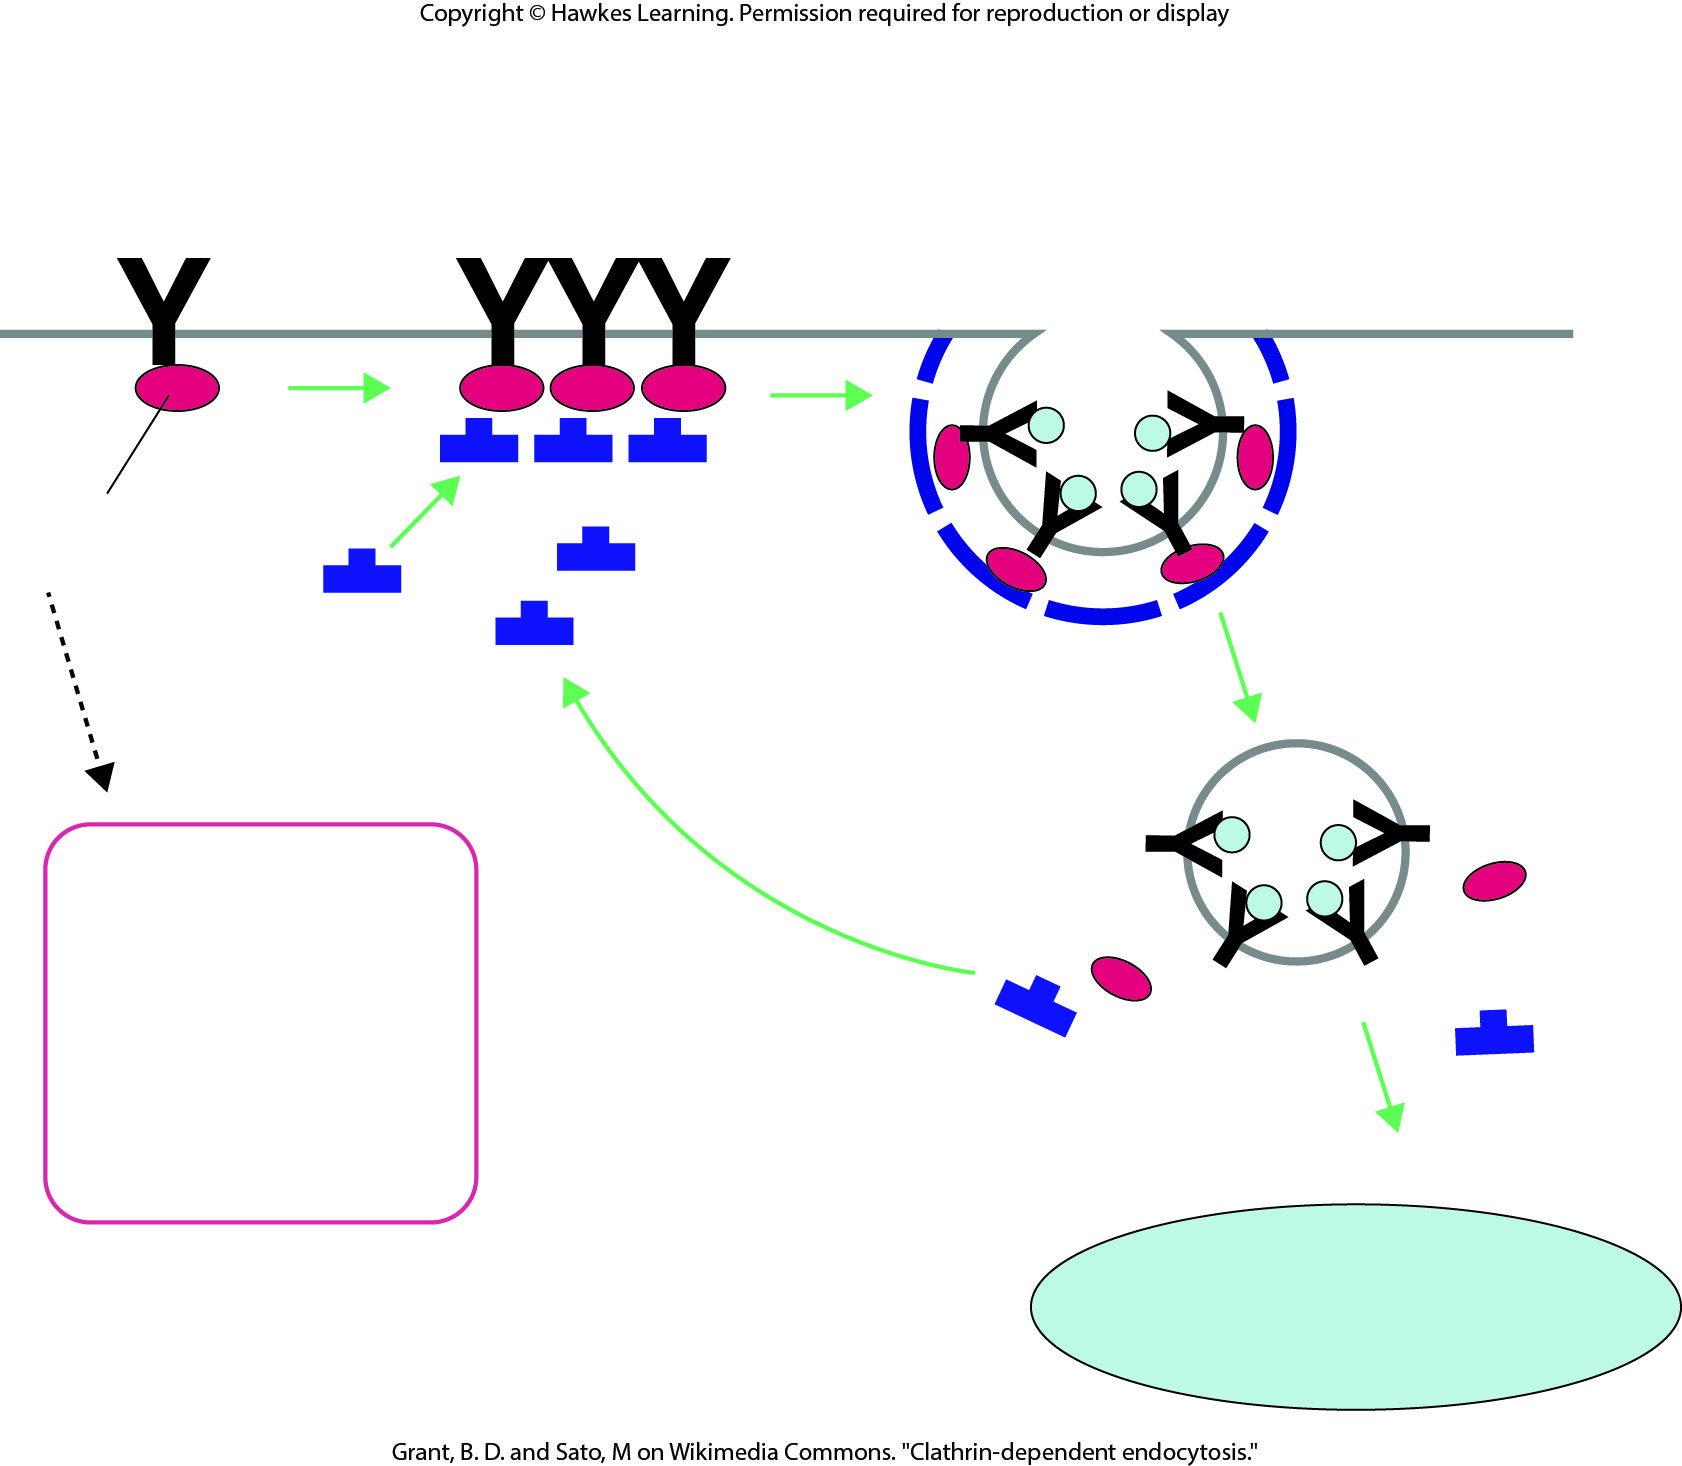 Copyright © Hawkes Learning. Permission required for reproduction or display
Grant, B. D. and Sato, M on Wikimedia Commons. "Clathrin-dependent endocytosis."